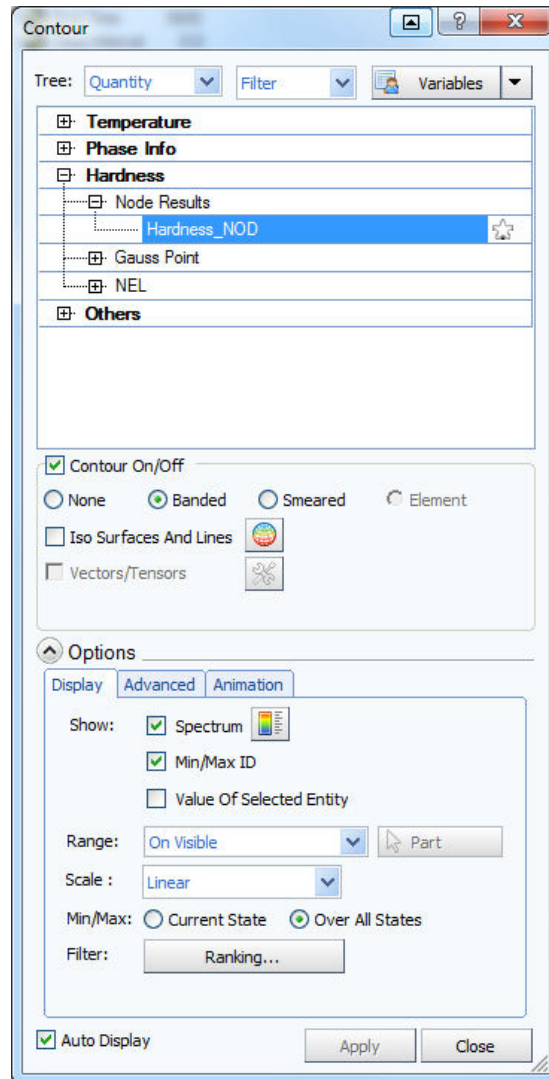 Contour
Tree: Quantity Filter Variables
Temperature
Phase Info
Hardness
Node Results
Hardness_NOD
Gauss Point
NEL
Others
Contour On/Off
None Banded Smeared Element
Iso Surfaces And Lines
Vectors/Tensors
Options
Display Advanced Animation
Show: Spectrum
Min/Max ID
Value Of Selected Entity
Range: On Visible Part
Scale : Linear
Min/Max: Current State Over All States
Filter: Ranking...
Auto Display Apply Close